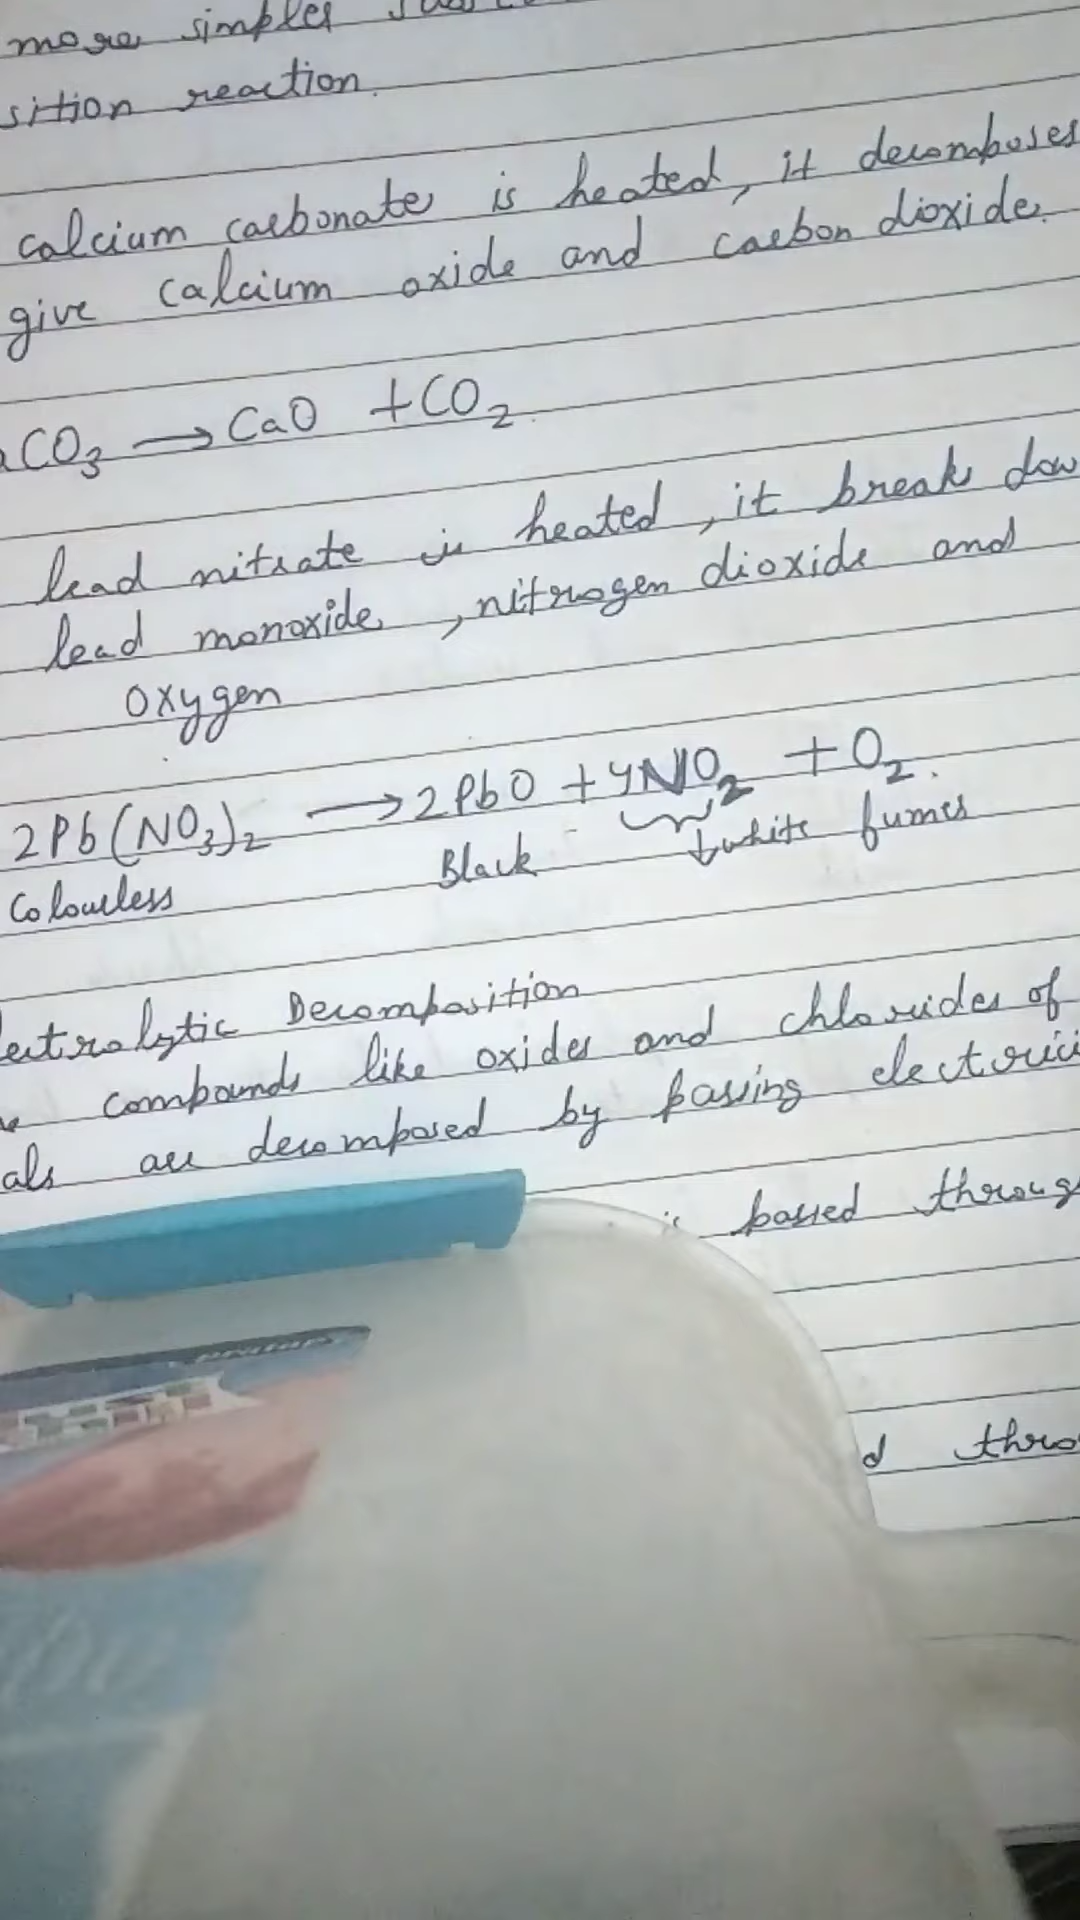 more simpler
sition reaction.
calcium carbonate is heated, it decomposes
give calcium oxide and carbon dioxide.
CO₃ → CaO + CO₂.
lead nitrate is heated, it break dow
lead monoxide, nitrogen dioxide and
oxygen
2Pb(NO₃)₂ → 2PbO + 4NO₂ + O₂.
Colourless Black ↓white fumes
ectrolytic Decomposition
compounds like oxides and chlorides of
als are decomposed by passing electrici
is passed throug
d thro